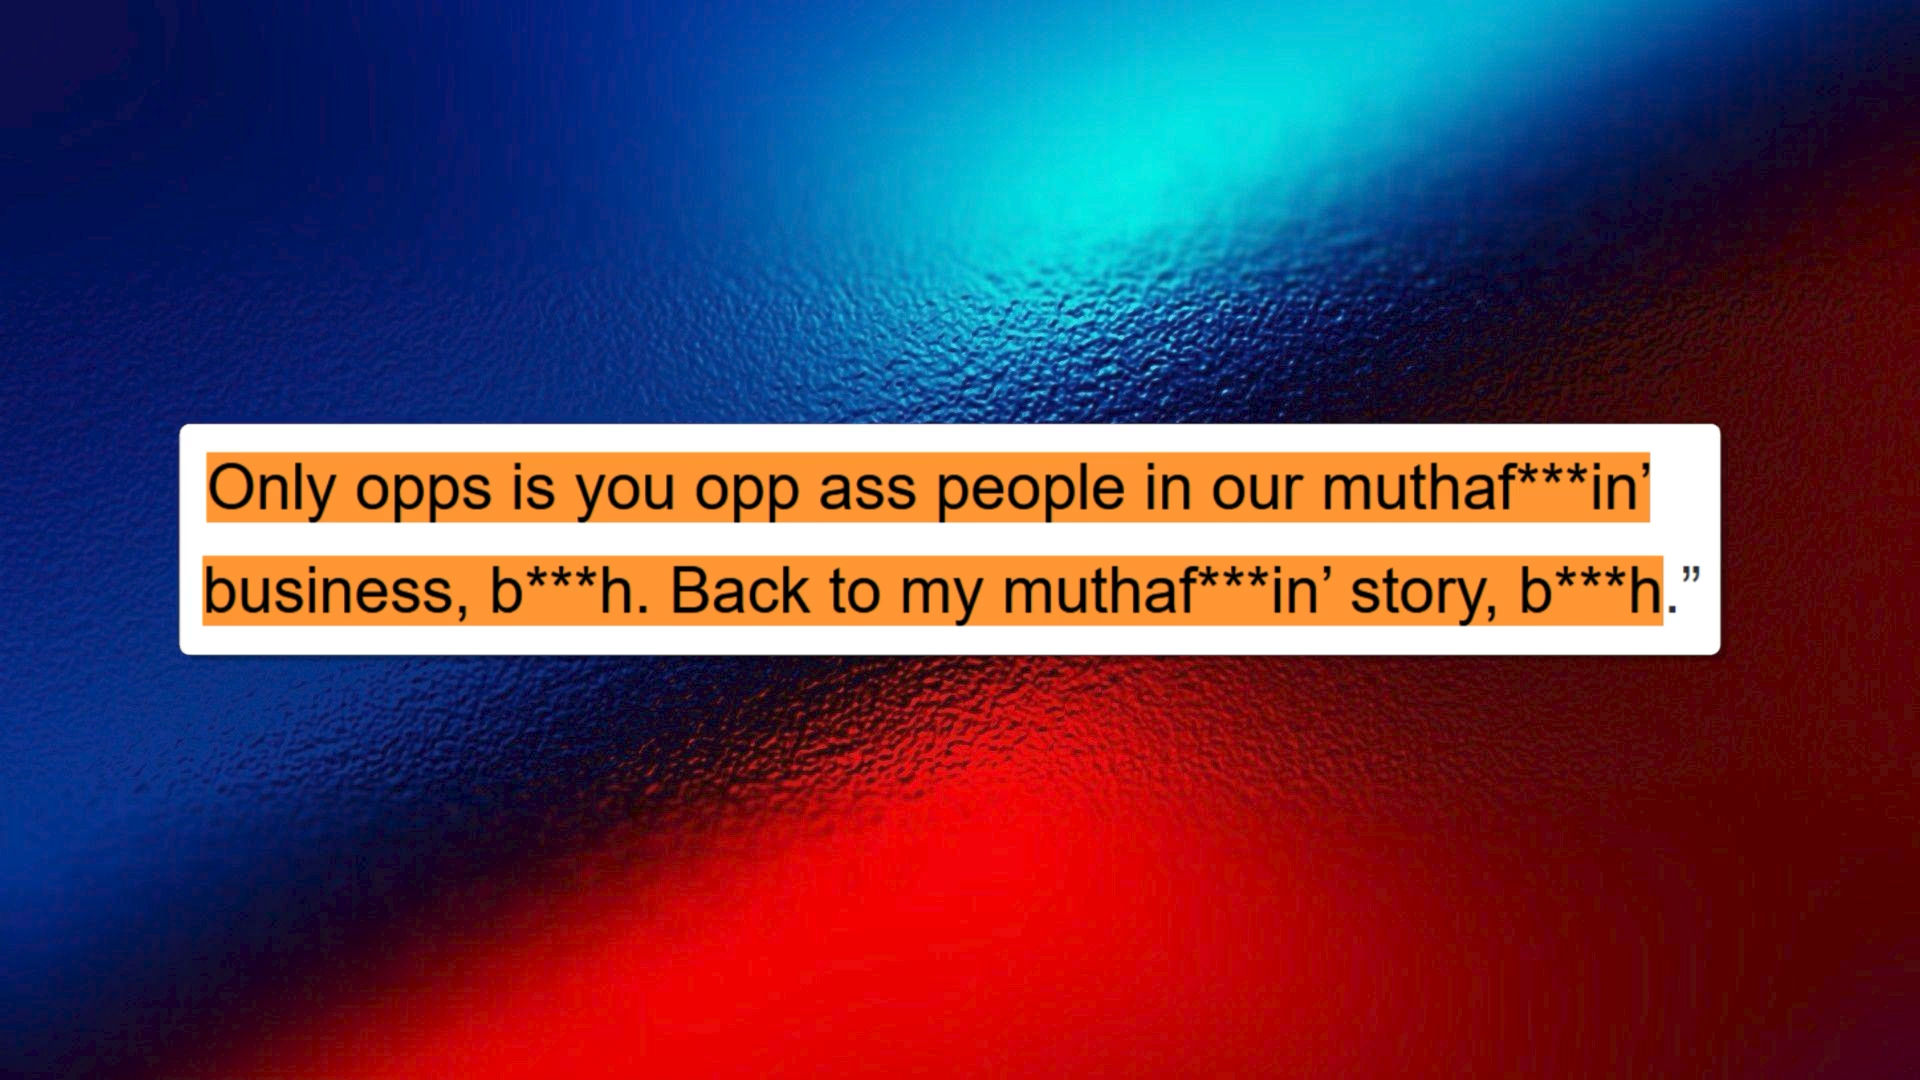 Only opps is you opp ass people in our muthaf***in’
business, b***h. Back to my muthaf***in’ story, b***h.”